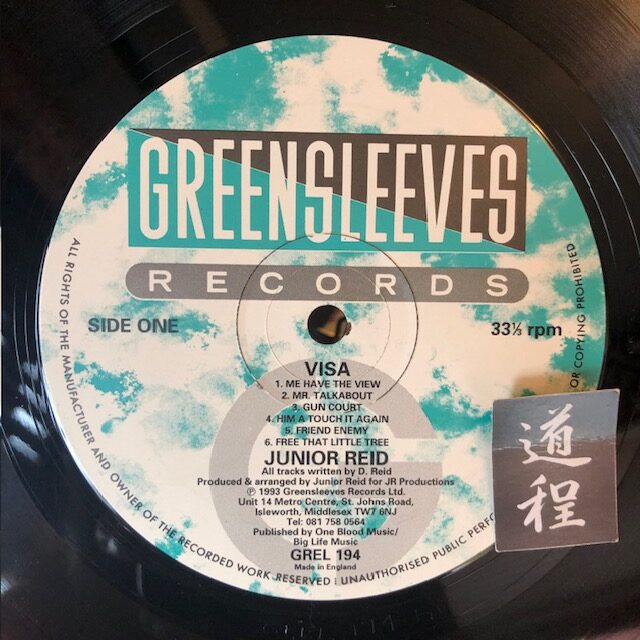 GREENSLEEVES
RECORDS
SIDE ONE
33⅓ rpm
VISA
1. ME HAVE THE VIEW
2. MR. TALKABOUT
3. GUN COURT
4. HIM A TOUCH IT AGAIN
5. FRIEND ENEMY
6. FREE THAT LITTLE TREE
JUNIOR REID
All tracks written by D. Reid
Produced & arranged by Junior Reid for JR Productions
℗ 1993 Greensleeves Records Ltd.
Unit 14 Metro Centre, St. Johns Road,
Isleworth, Middlesex TW7 6NJ
Tel: 081 758 0564
Published by One Blood Music/
Big Life Music
GREL 194
Made in England
ALL RIGHTS OF THE MANUFACTURER AND OWNER OF THE RECORDED WORK RESERVED : UNAUTHORISED PUBLIC
OR COPYING PROHIBITED
道程